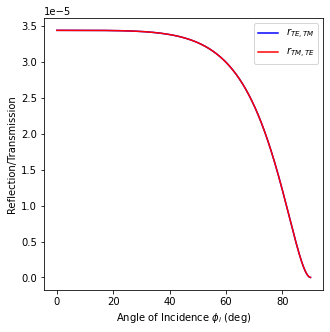 1e−5
3.5
3.0
2.5
2.0
1.5
1.0
0.5
0.0
Reflection/Transmission
r_{TE, TM}
r_{TM, TE}
0 20 40 60 80
Angle of Incidence ϕ_i (deg)